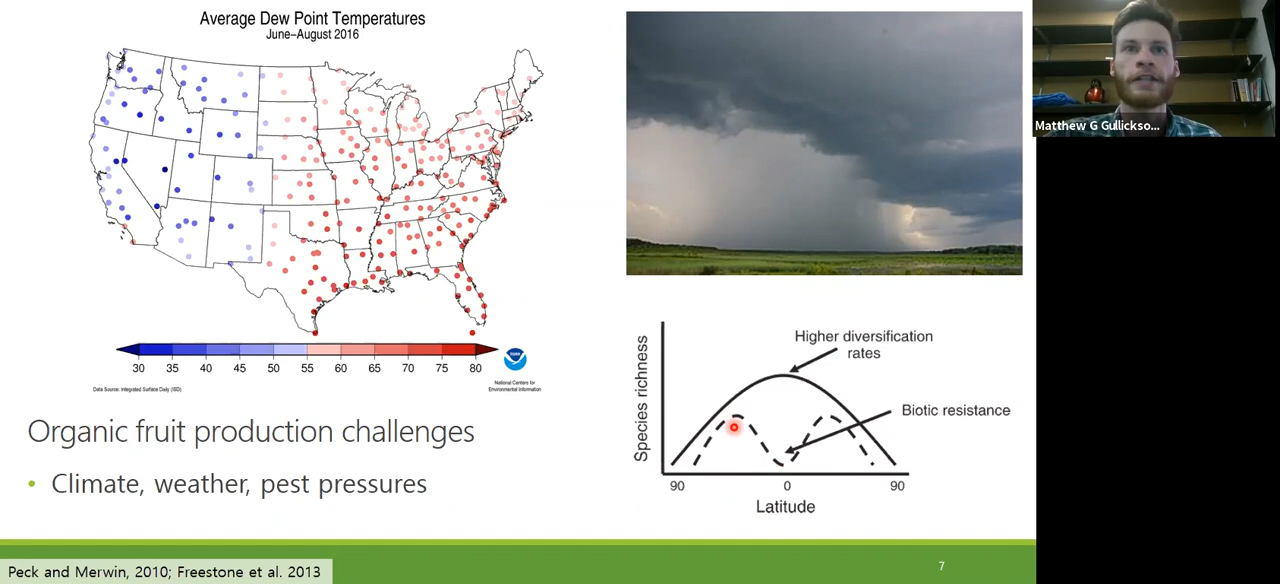 Average Dew Point Temperatures
June–August 2016
30 35 40 45 50 55 60 65 70 75 80
Data Source: Integrated Surface Daily (ISD)
National Centers for
Environmental Information
Matthew G Gullickso...
Species richness
Higher diversification
rates
Biotic resistance
90 0 90
Latitude
Organic fruit production challenges
• Climate, weather, pest pressures
Peck and Merwin, 2010; Freestone et al. 2013
7